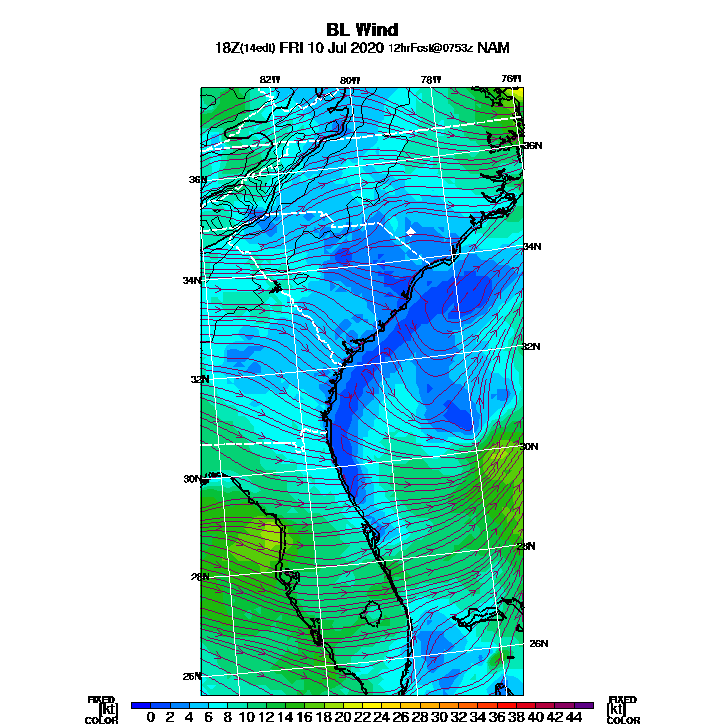 BL Wind
18Z(14edt) FRI 10 Jul 2020 12hrFcst@0753z NAM
82W 80W 78W 76W
36N
36N
34N
34N
32N
32N
30N
30N
28N
28N
26N
26N
FIXED [kt] COLOR
0 2 4 6 8 10 12 14 16 18 20 22 24 26 28 30 32 34 36 38 40 42 44
FIXED [kt] COLOR